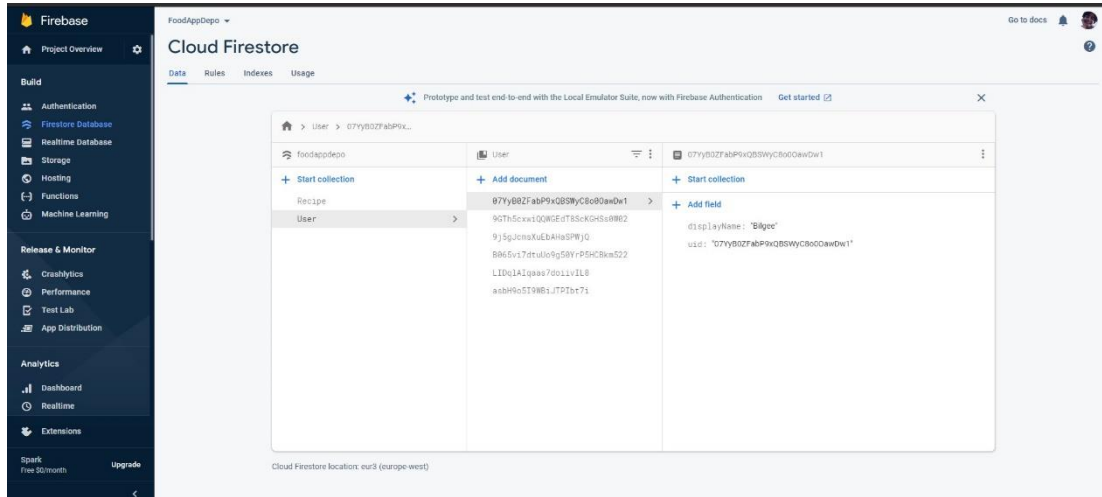 Firebase
Project Overview
Build
Authentication
Firestore Database
Realtime Database
Storage
Hosting
Functions
Machine Learning
Release & Monitor
Crashlytics
Performance
Test Lab
App Distribution
Analytics
Dashboard
Realtime
Extensions
Spark
Free $0/month
Upgrade
FoodAppDepo
Go to docs
Cloud Firestore
Data Rules Indexes Usage
Prototype and test end-to-end with the Local Emulator Suite, now with Firebase Authentication Get started
> User > 07YyB0ZFabP9x...
foodappdepo
+ Start collection
Recipe
User
User
+ Add document
07YyB0ZFabP9xQBSWyC8o0OawDw1
07YyB0ZFabP9xQBSWyC8o0OawDw1
+ Start collection
+ Add field
displayName: "Bilgee"
uid: "07YyB0ZFabP9xQBSWyC8o0OawDw1"
Cloud Firestore location: eur3 (europe-west)